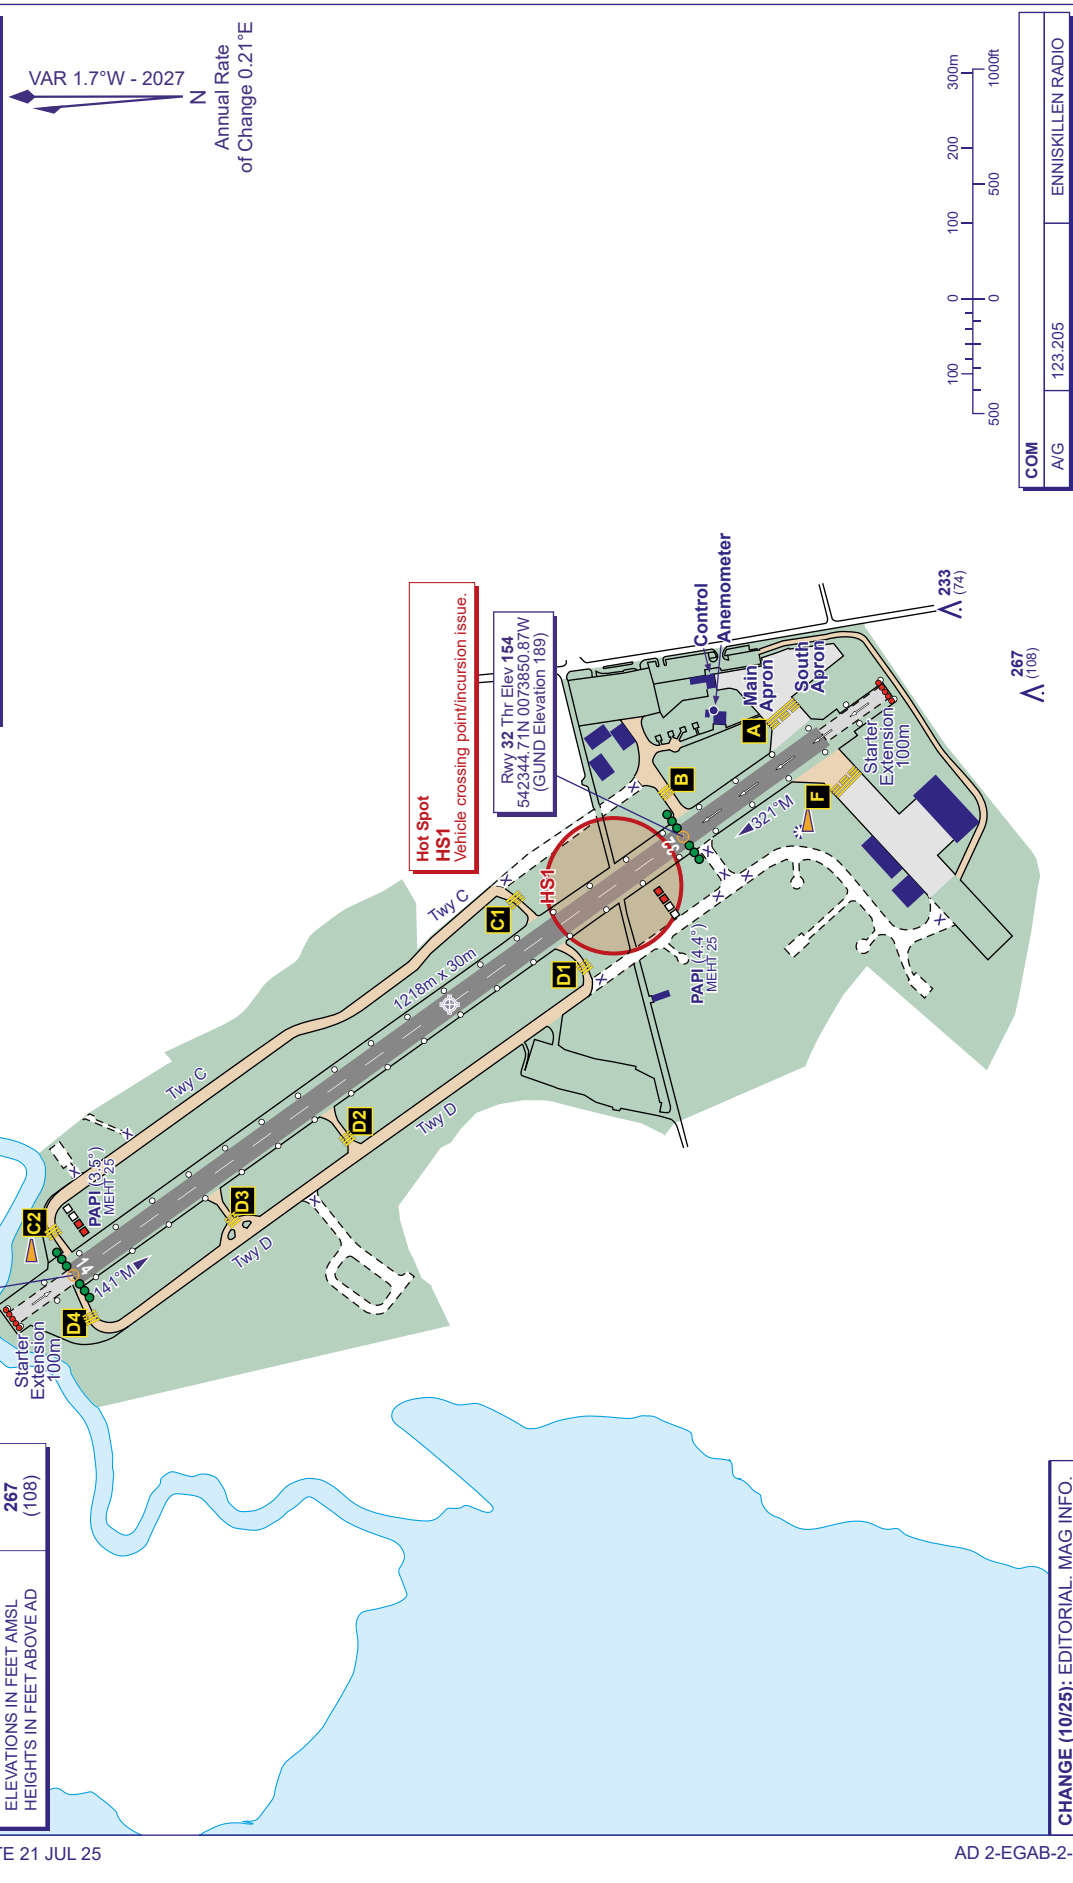 VAR 1.7°W - 2027
N
Annual Rate
of Change 0.21°E
300m
200
100
0
100
1000ft
500
0
500
COM
A/G
123.205
ENNISKILLEN RADIO
Hot Spot
HS1
Vehicle crossing point/incursion issue.
Rwy 32 Thr Elev 154
542344.71N 0073850.87W
(GUND Elevation 189)
HS1
Control
Anemometer
Main
Apron
South
Apron
A
B
F
Starter
Extension
100m
321°M
233
(74)
267
(108)
PAPI (4.4°)
MEHT 25
Twy C
C1
D1
1218m x 30m
Twy C
Twy D
D2
D3
Twy D
PAPI (3.5°)
MEHT 25
C2
14
141°M
D4
Starter
Extension
100m
267
(108)
ELEVATIONS IN FEET AMSL
HEIGHTS IN FEET ABOVE AD
CHANGE (10/25): EDITORIAL. MAG INFO.
TE 21 JUL 25
AD 2-EGAB-2-